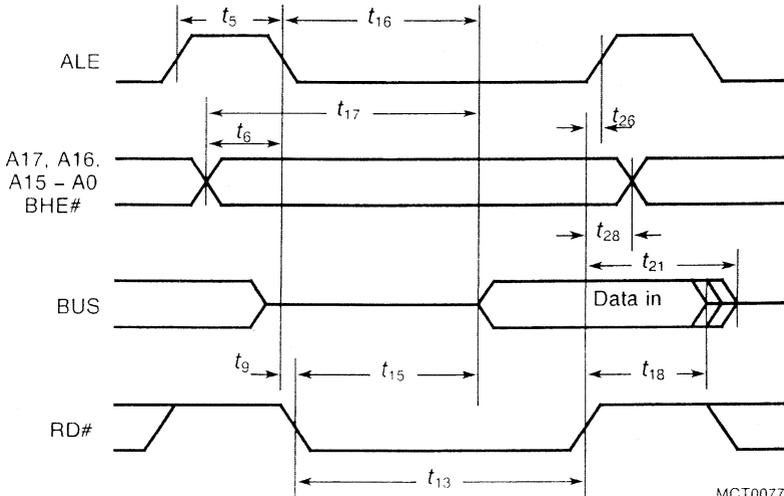 t5
t16
ALE
t17
t26
t6
A17, A16.
A15 – A0
BHE#
t28
t21
BUS
Data in
t9
t15
t18
RD#
t13
MCT0077